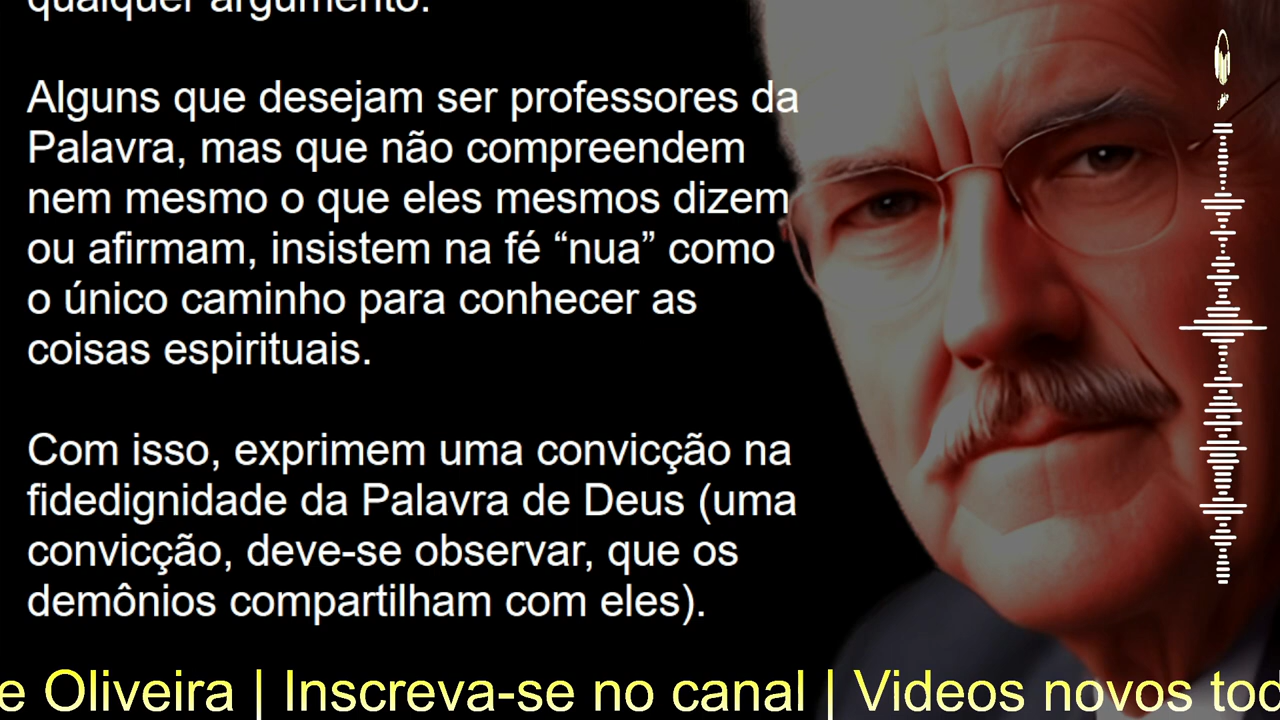 qualquer argumento.
Alguns que desejam ser professores da
Palavra, mas que não compreendem
nem mesmo o que eles mesmos dizem
ou afirmam, insistem na fé “nua” como
o único caminho para conhecer as
coisas espirituais.
Com isso, exprimem uma convicção na
fidedignidade da Palavra de Deus (uma
convicção, deve-se observar, que os
demônios compartilham com eles).
e Oliveira | Inscreva-se no canal | Videos novos tod